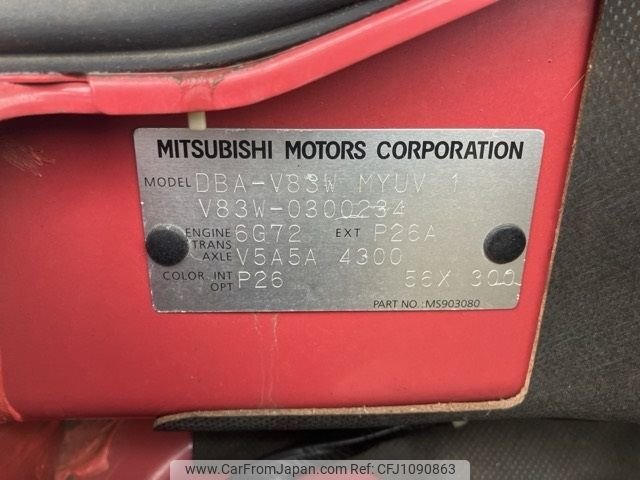 MITSUBISHI MOTORS CORPORATION
MODEL DBA-V83W MYUV 1
V83W-0300234
ENGINE 6G72 EXT P26A
TRANS
AXLE V5A5A 4300
COLOR INT P26 56X 300
OPT
PART NO.:MS903080
www.CarFromJapan.com | Ref No. CFJ1090863